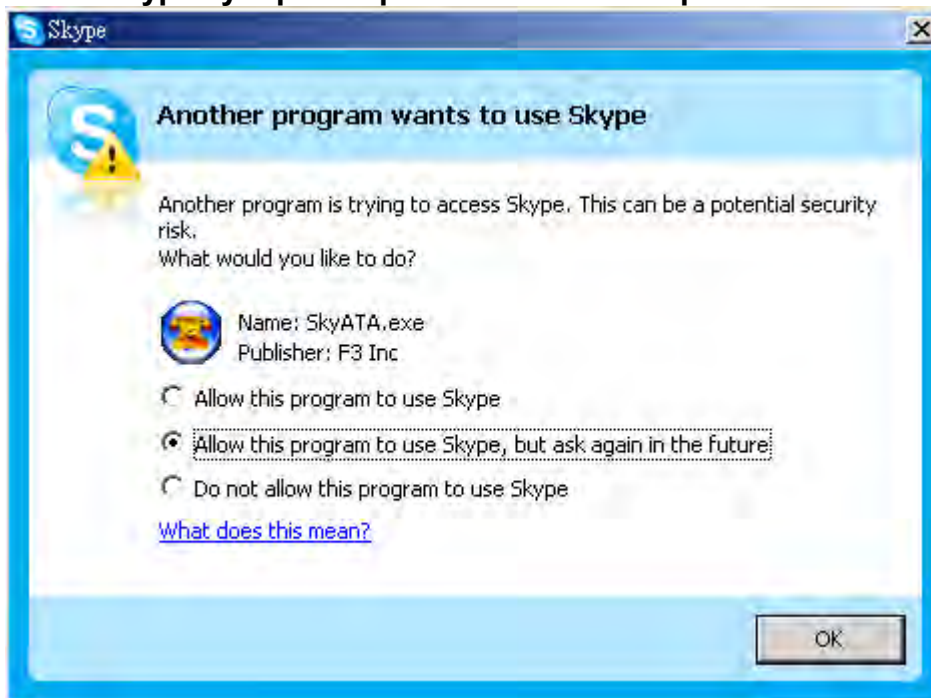 Skype
Another program wants to use Skype
Another program is trying to access Skype. This can be a potential security
risk.
What would you like to do?
Name: SkyATA.exe
Publisher: F3 Inc
Allow this program to use Skype
Allow this program to use Skype, but ask again in the future
Do not allow this program to use Skype
What does this mean?
OK